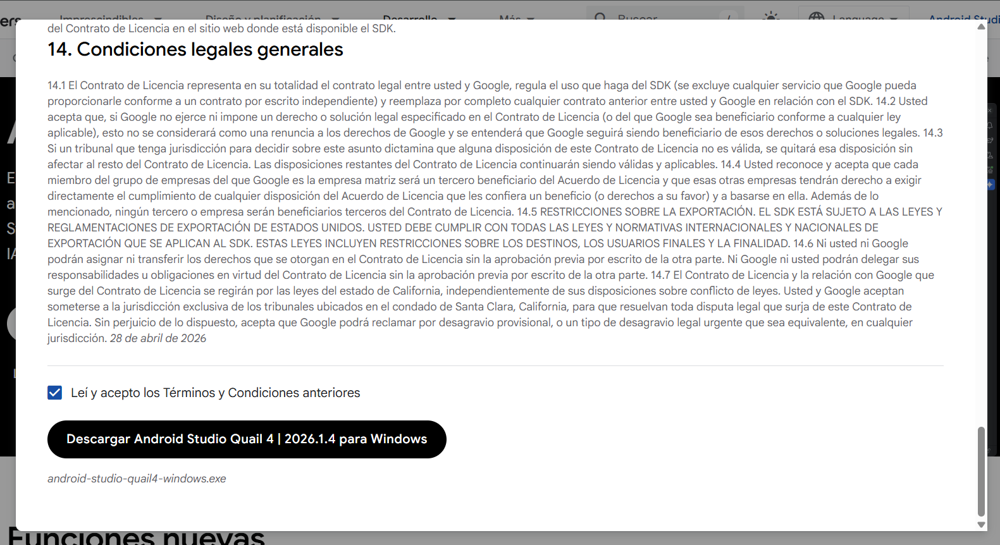 Imprescindibles Diseño y planificación Desarrollo Más Buscar / Language Android Studi
ers
del Contrato de Licencia en el sitio web donde está disponible el SDK.
14. Condiciones legales generales
14.1 El Contrato de Licencia representa en su totalidad el contrato legal entre usted y Google, regula el uso que haga del SDK (se excluye cualquier servicio que Google pueda
proporcionarle conforme a un contrato por escrito independiente) y reemplaza por completo cualquier contrato anterior entre usted y Google en relación con el SDK. 14.2 Usted
acepta que, si Google no ejerce ni impone un derecho o solución legal especificado en el Contrato de Licencia (o del que Google sea beneficiario conforme a cualquier ley
aplicable), esto no se considerará como una renuncia a los derechos de Google y se entenderá que Google seguirá siendo beneficiario de esos derechos o soluciones legales. 14.3
Si un tribunal que tenga jurisdicción para decidir sobre este asunto dictamina que alguna disposición de este Contrato de Licencia no es válida, se quitará esa disposición sin
afectar al resto del Contrato de Licencia. Las disposiciones restantes del Contrato de Licencia continuarán siendo válidas y aplicables. 14.4 Usted reconoce y acepta que cada
miembro del grupo de empresas del que Google es la empresa matriz será un tercero beneficiario del Acuerdo de Licencia y que esas otras empresas tendrán derecho a exigir
directamente el cumplimiento de cualquier disposición del Acuerdo de Licencia que les confiera un beneficio (o derechos a su favor) y a basarse en ella. Además de lo
mencionado, ningún tercero o empresa serán beneficiarios terceros del Contrato de Licencia. 14.5 RESTRICCIONES SOBRE LA EXPORTACIÓN. EL SDK ESTÁ SUJETO A LAS LEYES Y
REGLAMENTACIONES DE EXPORTACIÓN DE ESTADOS UNIDOS. USTED DEBE CUMPLIR CON TODAS LAS LEYES Y NORMATIVAS INTERNACIONALES Y NACIONALES DE
EXPORTACIÓN QUE SE APLICAN AL SDK. ESTAS LEYES INCLUYEN RESTRICCIONES SOBRE LOS DESTINOS, LOS USUARIOS FINALES Y LA FINALIDAD. 14.6 Ni usted ni Google
podrán asignar ni transferir los derechos que se otorgan en el Contrato de Licencia sin la aprobación previa por escrito de la otra parte. Ni Google ni usted podrán delegar sus
responsabilidades u obligaciones en virtud del Contrato de Licencia sin la aprobación previa por escrito de la otra parte. 14.7 El Contrato de Licencia y la relación con Google que
surge del Contrato de Licencia se regirán por las leyes del estado de California, independientemente de sus disposiciones sobre conflicto de leyes. Usted y Google aceptan
someterse a la jurisdicción exclusiva de los tribunales ubicados en el condado de Santa Clara, California, para que resuelvan toda disputa legal que surja de este Contrato de
Licencia. Sin perjuicio de lo dispuesto, acepta que Google podrá reclamar por desagravio provisional, o un tipo de desagravio legal urgente que sea equivalente, en cualquier
jurisdicción. 28 de abril de 2026
Leí y acepto los Términos y Condiciones anteriores
Descargar Android Studio Quail 4 | 2026.1.4 para Windows
android-studio-quail4-windows.exe
Funciones nuevas